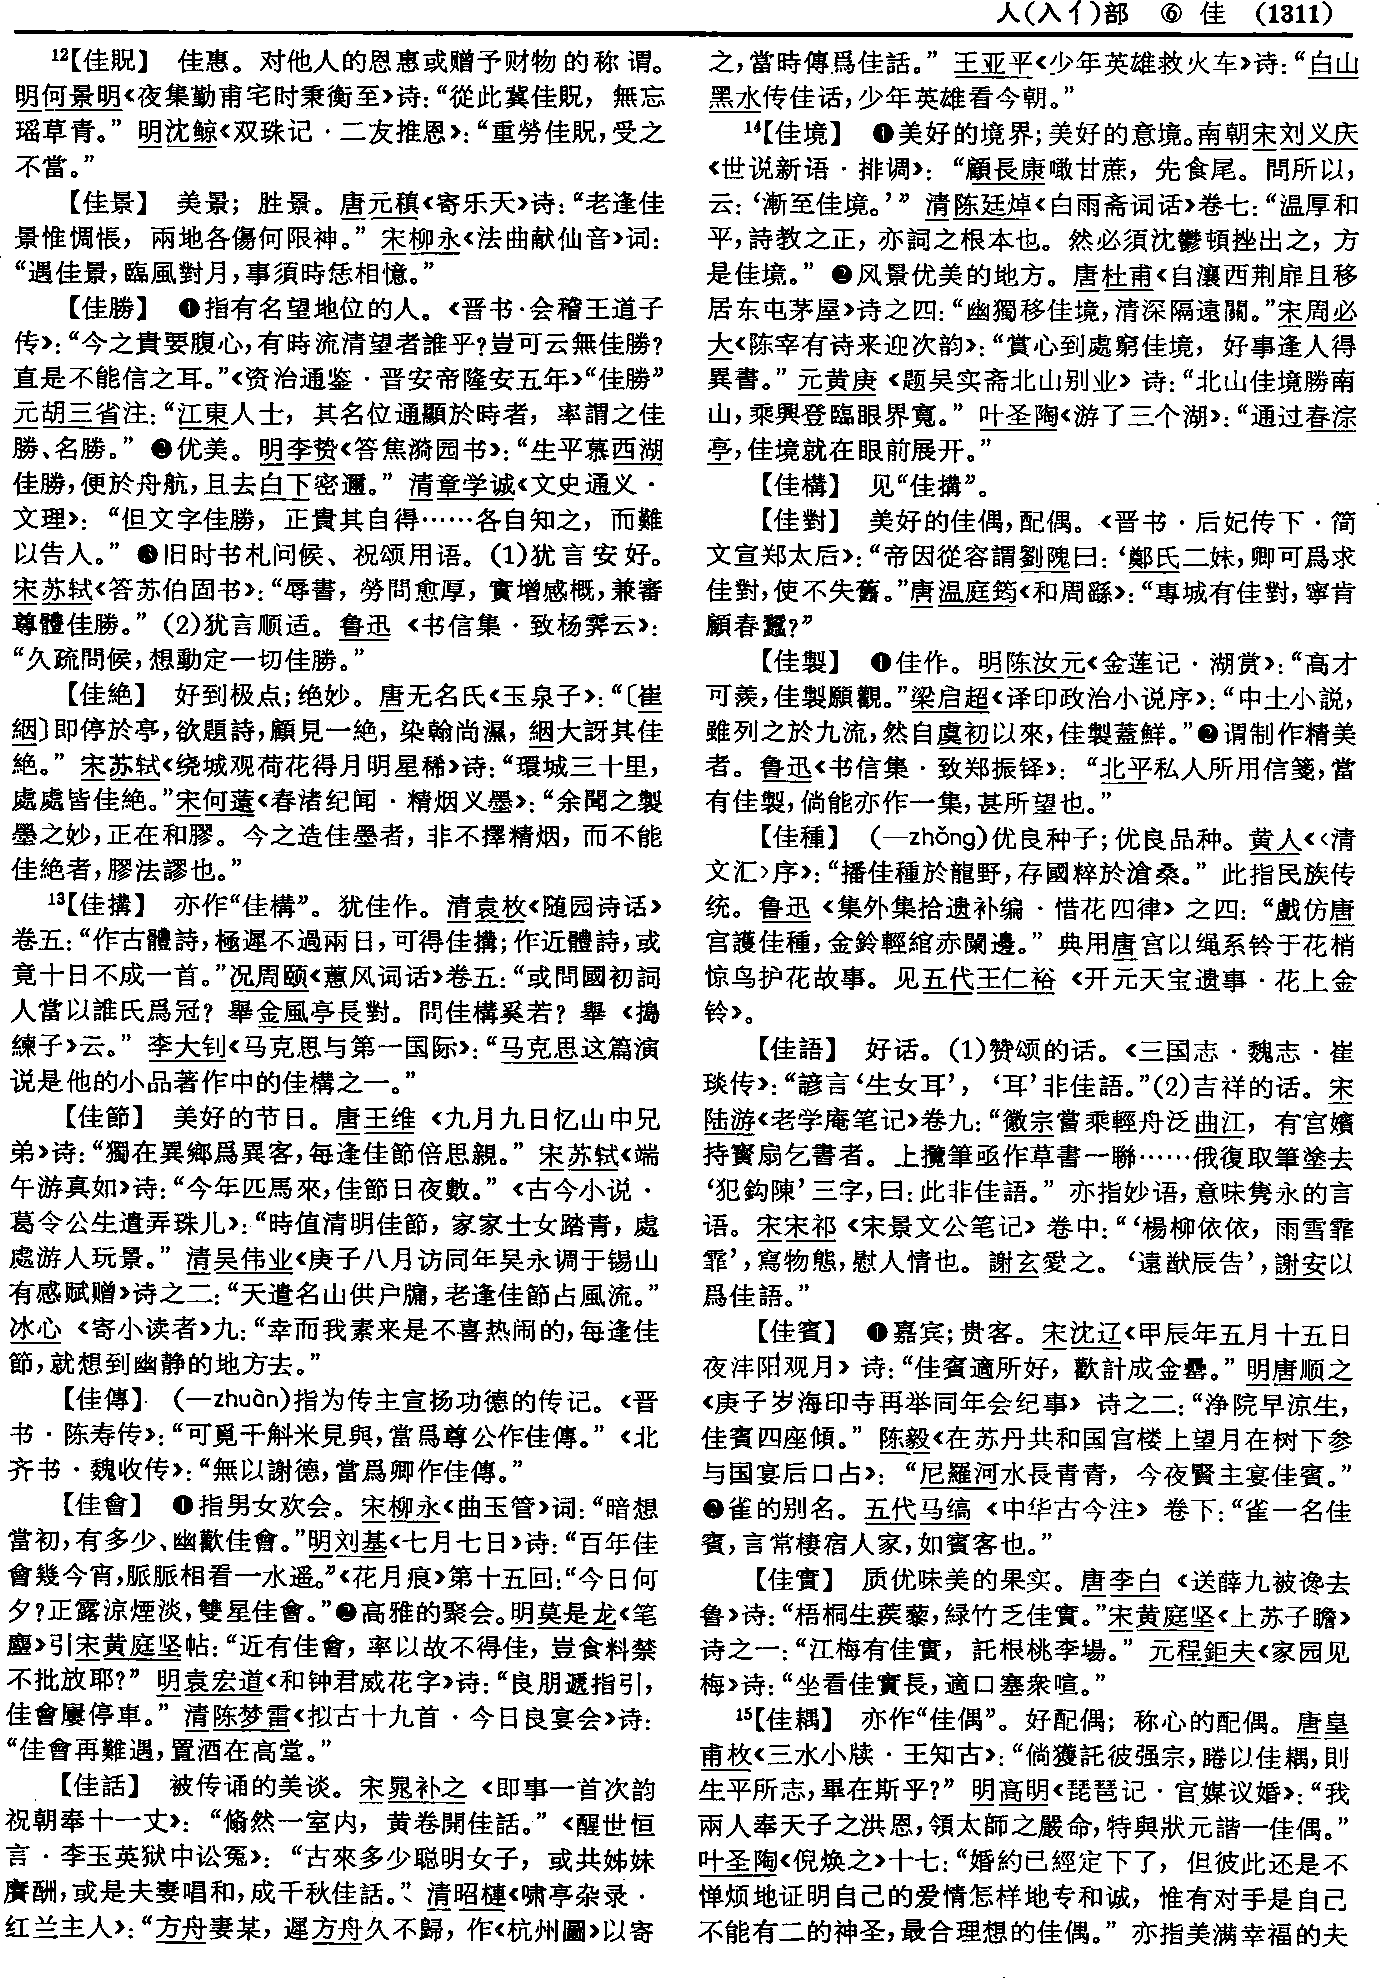 人(入亻)部　⑥　佳　(1311)
¹²【佳貺】　佳惠。对他人的恩惠或赠予财物的称谓。
明何景明《夜集勤甫宅时秉衡至》诗：“從此冀佳貺，無忘
瑶草青。”　明沈鲸《双珠记·二友推恩》：“重勞佳貺，受之
不當。”
【佳景】　美景；胜景。唐元稹《寄乐天》诗：“老逢佳
景惟惆悵，兩地各傷何限神。”　宋柳永《法曲献仙音》词：
“遇佳景，臨風對月，事須時恁相憶。”
【佳勝】　❶指有名望地位的人。《晋书·会稽王道子
传》：“今之貴要腹心，有時流清望者誰乎？豈可云無佳勝？
直是不能信之耳。”《资治通鉴·晋安帝隆安五年》“佳勝”
元胡三省注：“江東人士，其名位通顯於時者，率謂之佳
勝、名勝。”　❷优美。明李贽《答焦漪园书》：“生平慕西湖
佳勝，便於舟航，且去白下密邇。”　清章学诚《文史通义·
文理》：“但文字佳勝，正貴其自得……各自知之，而難
以告人。”　❸旧时书札问候、祝颂用语。(1)犹言安好。
宋苏轼《答苏伯固书》：“辱書，勞問愈厚，實增感概，兼審
尊體佳勝。”　(2)犹言顺适。鲁迅《书信集·致杨霁云》：
“久疏問候，想動定一切佳勝。”
【佳絶】　好到极点；绝妙。唐无名氏《玉泉子》：“〔崔
絪〕即停於亭，欲題詩，顧見一絶，染翰尚濕，絪大訝其佳
絶。”　宋苏轼《绕城观荷花得月明星稀》诗：“環城三十里，
處處皆佳絶。”宋何薳《春渚纪闻·精烟义墨》：“余聞之製
墨之妙，正在和膠。今之造佳墨者，非不擇精烟，而不能
佳絶者，膠法謬也。”
¹³【佳搆】　亦作“佳構”。犹佳作。清袁枚《随园诗话》
卷五：“作古體詩，極遲不過兩日，可得佳搆；作近體詩，或
竟十日不成一首。”况周颐《蕙风词话》卷五：“或問國初詞
人當以誰氏爲冠？舉金風亭長對。問佳構奚若？舉《搗
練子》云。”　李大钊《马克思与第一国际》：“马克思这篇演
说是他的小品著作中的佳構之一。”
【佳節】　美好的节日。唐王维《九月九日忆山中兄
弟》诗：“獨在異鄉爲異客，每逢佳節倍思親。”　宋苏轼《端
午游真如》诗：“今年匹馬來，佳節日夜數。”《古今小说·
葛令公生遣弄珠儿》：“時值清明佳節，家家士女踏青，處
處游人玩景。”　清吴伟业《庚子八月访同年吴永调于锡山
有感赋赠》诗之二：“天遣名山供户牖，老逢佳節占風流。”
冰心《寄小读者》九：“幸而我素来是不喜热闹的，每逢佳
節，就想到幽静的地方去。”
【佳傳】　(—zhuàn)指为传主宣扬功德的传记。《晋
书·陈寿传》：“可覓千斛米見與，當爲尊公作佳傳。”《北
齐书·魏收传》：“無以謝德，當爲卿作佳傳。”
【佳會】　❶指男女欢会。宋柳永《曲玉管》词：“暗想
當初，有多少、幽歡佳會。”明刘基《七月七日》诗：“百年佳
會幾今宵，脈脈相看一水遥。”《花月痕》第十五回：“今日何
夕？正露涼煙淡，雙星佳會。”❷高雅的聚会。明莫是龙《笔
麈》引宋黄庭坚帖：“近有佳會，率以故不得佳，豈食料禁
不批放耶？”　明袁宏道《和钟君威花字》诗：“良朋遞指引，
佳會屢停車。”　清陈梦雷《拟古十九首·今日良宴会》诗：
“佳會再難遇，置酒在高堂。”
【佳話】　被传诵的美谈。宋晁补之《即事一首次韵
祝朝奉十一丈》：“翛然一室内，黄卷開佳話。”《醒世恒
言·李玉英狱中讼冤》：“古來多少聪明女子，或共姊妹
賡酬，或是夫妻唱和，成千秋佳話。”　清昭槤《啸亭杂录·
红兰主人》：“方舟妻某，遲方舟久不歸，作《杭州圖》以寄
之，當時傳爲佳話。”　王亚平《少年英雄救火车》诗：“白山
黑水传佳话，少年英雄看今朝。”
¹⁴【佳境】　❶美好的境界；美好的意境。南朝宋刘义庆
《世说新语·排调》：“顧長康噉甘蔗，先食尾。問所以，
云：‘漸至佳境。’”　清陈廷焯《白雨斋词话》卷七：“温厚和
平，詩教之正，亦詞之根本也。然必須沈鬱頓挫出之，方
是佳境。”　❷风景优美的地方。唐杜甫《自瀼西荆扉且移
居东屯茅屋》诗之四：“幽獨移佳境，清深隔遠關。”宋周必
大《陈宰有诗来迎次韵》：“賞心到處窮佳境，好事逢人得
異書。”　元黄庚《题吴实斋北山别业》诗：“北山佳境勝南
山，乘興登臨眼界寬。”　叶圣陶《游了三个湖》：“通过春淙
亭，佳境就在眼前展开。”
【佳構】　见“佳搆”。
【佳對】　美好的佳偶，配偶。《晋书·后妃传下·简
文宣郑太后》：“帝因從容謂劉隗曰：‘鄭氏二妹，卿可爲求
佳對，使不失舊。”唐温庭筠《和周繇》：“專城有佳對，寧肯
顧春蠶？”
【佳製】　❶佳作。明陈汝元《金莲记·湖赏》：“高才
可羨，佳製願觀。”梁启超《译印政治小说序》：“中土小説，
雖列之於九流，然自虞初以來，佳製蓋鮮。”❷谓制作精美
者。鲁迅《书信集·致郑振铎》：“北平私人所用信箋，當
有佳製，倘能亦作一集，甚所望也。”
【佳種】　(—zhǒng)优良种子；优良品种。黄人《〈清
文汇〉序》：“播佳種於龍野，存國粹於滄桑。”　此指民族传
统。鲁迅《集外集拾遗补编·惜花四律》之四：“戲仿唐
宫護佳種，金鈴輕綰赤闌邊。”　典用唐宫以绳系铃于花梢
惊鸟护花故事。见五代王仁裕《开元天宝遗事·花上金
铃》。
【佳語】　好话。(1)赞颂的话。《三国志·魏志·崔
琰传》：“諺言‘生女耳’，‘耳’非佳語。”(2)吉祥的话。宋
陆游《老学庵笔记》卷九：“徽宗嘗乘輕舟泛曲江，有宫嬪
持寳扇乞書者。上攬筆亟作草書一聯……俄復取筆塗去
‘犯鈎陳’三字，曰：此非佳語。”　亦指妙语，意味隽永的言
语。宋宋祁《宋景文公笔记》卷中：“‘楊柳依依，雨雪霏
霏’，寫物態，慰人情也。謝玄愛之。‘遠猷辰告’，謝安以
爲佳語。”
【佳賓】　❶嘉宾；贵客。宋沈辽《甲辰年五月十五日
夜沣阳观月》诗：“佳賓適所好，歡計成金罍。”　明唐顺之
《庚子岁海印寺再举同年会纪事》诗之二：“净院早涼生，
佳賓四座傾。”　陈毅《在苏丹共和国宫楼上望月在树下参
与国宴后口占》：“尼羅河水長青青，今夜賢主宴佳賓。”
❷雀的别名。五代马缟《中华古今注》卷下：“雀一名佳
賓，言常棲宿人家，如賓客也。”
【佳實】　质优味美的果实。唐李白《送薛九被谗去
鲁》诗：“梧桐生蒺藜，緑竹乏佳實。”宋黄庭坚《上苏子瞻》
诗之一：“江梅有佳實，託根桃李場。”　元程鉅夫《家园见
梅》诗：“坐看佳實長，適口塞衆喧。”
¹⁵【佳耦】　亦作“佳偶”。好配偶；称心的配偶。唐皇
甫枚《三水小牍·王知古》：“倘獲託彼强宗，睠以佳耦，則
生平所志，畢在斯乎？”　明高明《琵琶记·官媒议婚》：“我
兩人奉天子之洪恩，領太師之嚴命，特與狀元諧一佳偶。”
叶圣陶《倪焕之》十七：“婚約已經定下了，但彼此还是不
惮烦地证明自己的爱情怎样地专和诚，惟有对手是自己
不能有二的神圣，最合理想的佳偶。”　亦指美满幸福的夫